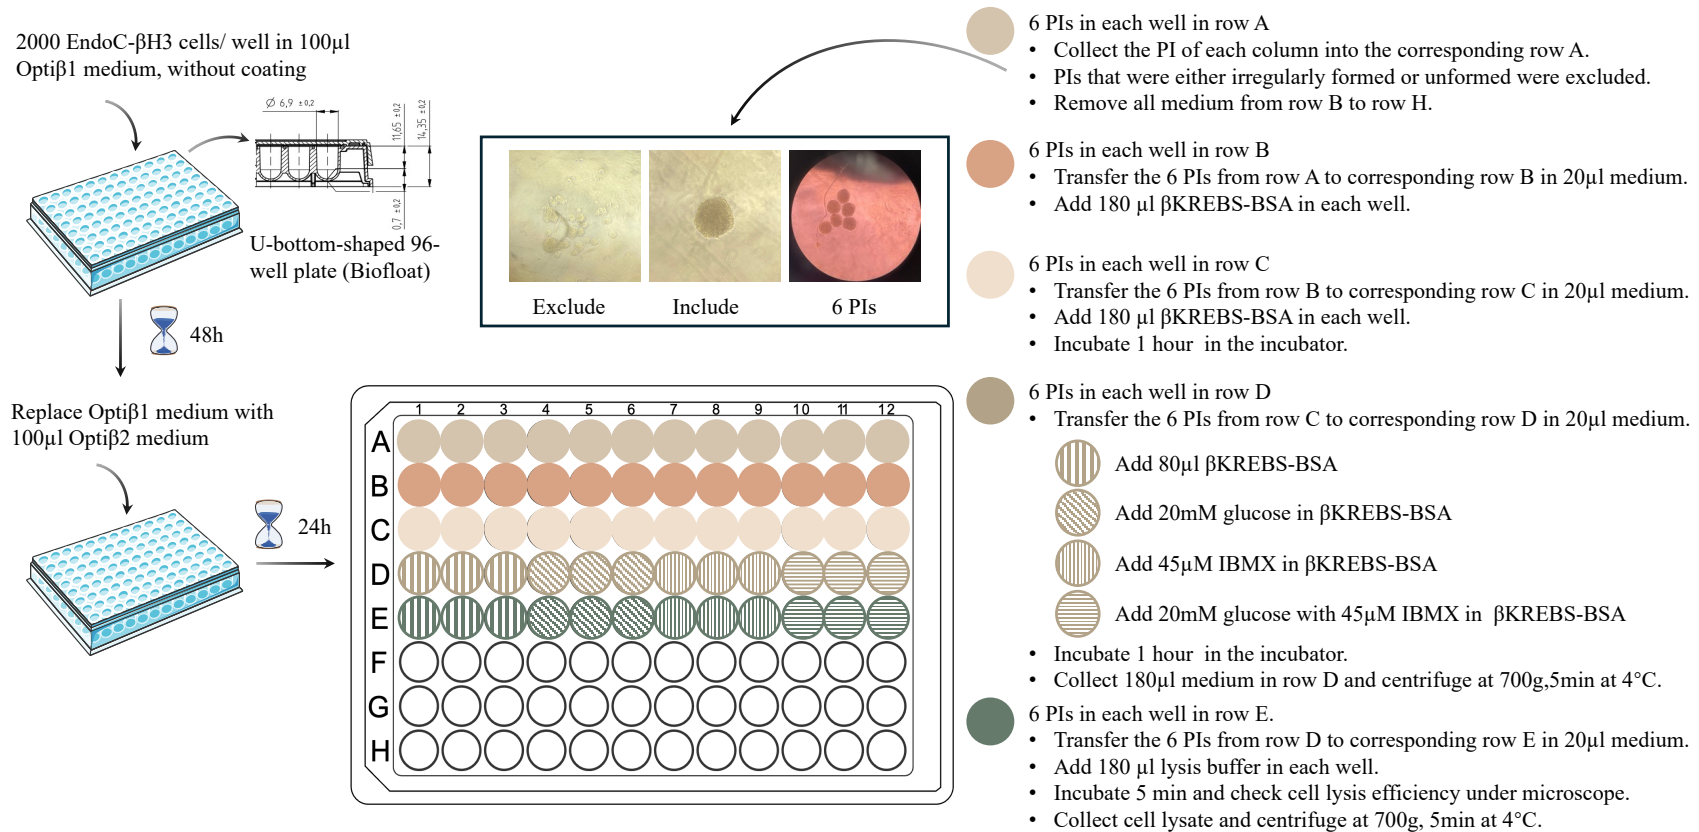 2000 EndoC-βH3 cells/ well in 100µl
Optiβ1 medium, without coating
Ø 6,9 ±0,2
11,65 ±0,2
14,35 ±0,2
0,7 ±0,2
U-bottom-shaped 96-
well plate (Biofloat)
48h
Replace Optiβ1 medium with
100µl Optiβ2 medium
24h
Exclude
Include
6 PIs
1 2 3 4 5 6 7 8 9 10 11 12
A
B
C
D
E
F
G
H
6 PIs in each well in row A
• Collect the PI of each column into the corresponding row A.
• PIs that were either irregularly formed or unformed were excluded.
• Remove all medium from row B to row H.
6 PIs in each well in row B
• Transfer the 6 PIs from row A to corresponding row B in 20µl medium.
• Add 180 µl βKREBS-BSA in each well.
6 PIs in each well in row C
• Transfer the 6 PIs from row B to corresponding row C in 20µl medium.
• Add 180 µl βKREBS-BSA in each well.
• Incubate 1 hour in the incubator.
6 PIs in each well in row D
• Transfer the 6 PIs from row C to corresponding row D in 20µl medium.
Add 80µl βKREBS-BSA
Add 20mM glucose in βKREBS-BSA
Add 45µM IBMX in βKREBS-BSA
Add 20mM glucose with 45µM IBMX in βKREBS-BSA
• Incubate 1 hour in the incubator.
• Collect 180µl medium in row D and centrifuge at 700g,5min at 4°C.
6 PIs in each well in row E.
• Transfer the 6 PIs from row D to corresponding row E in 20µl medium.
• Add 180 µl lysis buffer in each well.
• Incubate 5 min and check cell lysis efficiency under microscope.
• Collect cell lysate and centrifuge at 700g, 5min at 4°C.